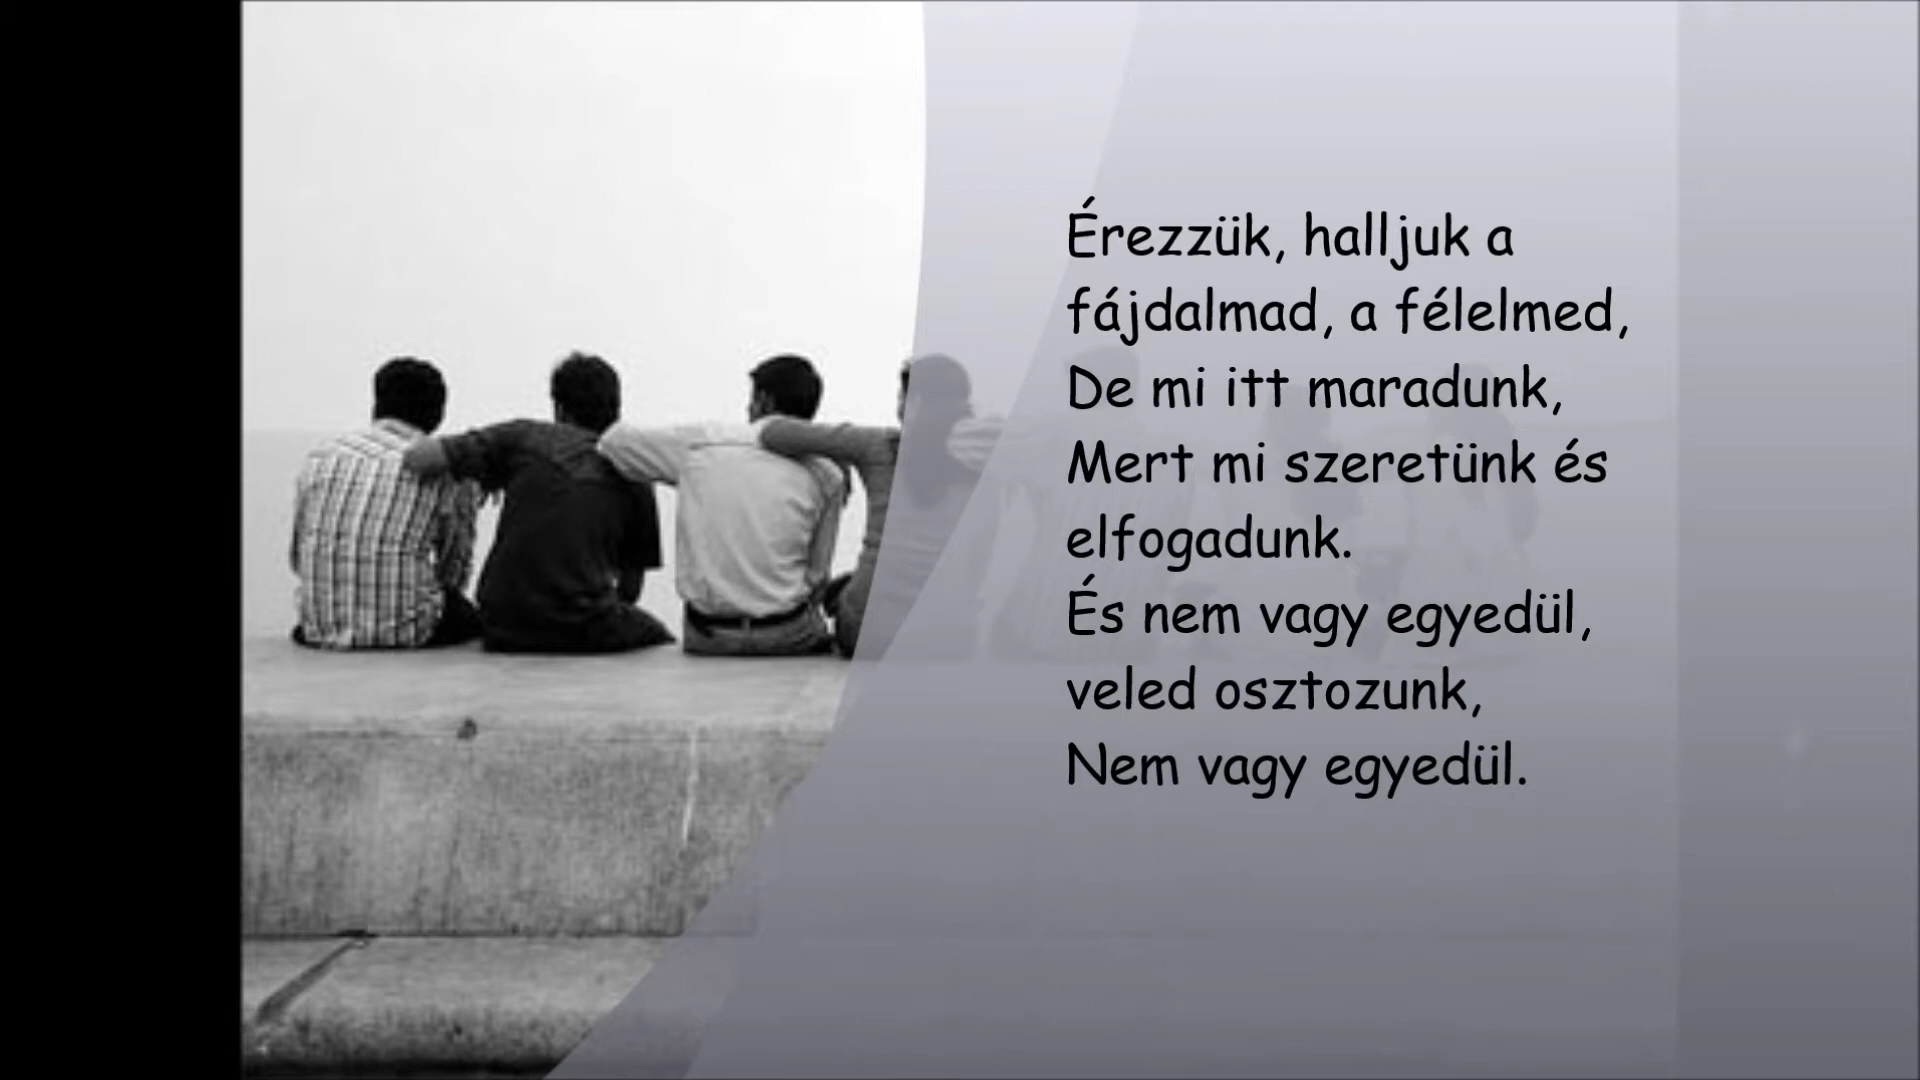 Érezzük, halljuk a
fájdalmad, a félelmed,
De mi itt maradunk,
Mert mi szeretünk és
elfogadunk.
És nem vagy egyedül,
veled osztozunk,
Nem vagy egyedül.